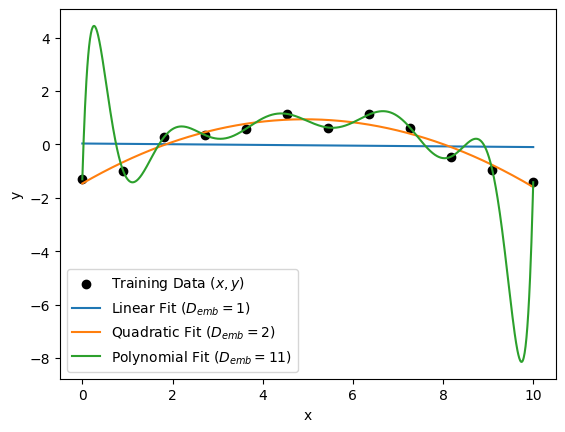 4
2
0
−2
−4
−6
−8
y
Training Data (x, y)
Linear Fit (D_emb = 1)
Quadratic Fit (D_emb = 2)
Polynomial Fit (D_emb = 11)
0 2 4 6 8 10
x